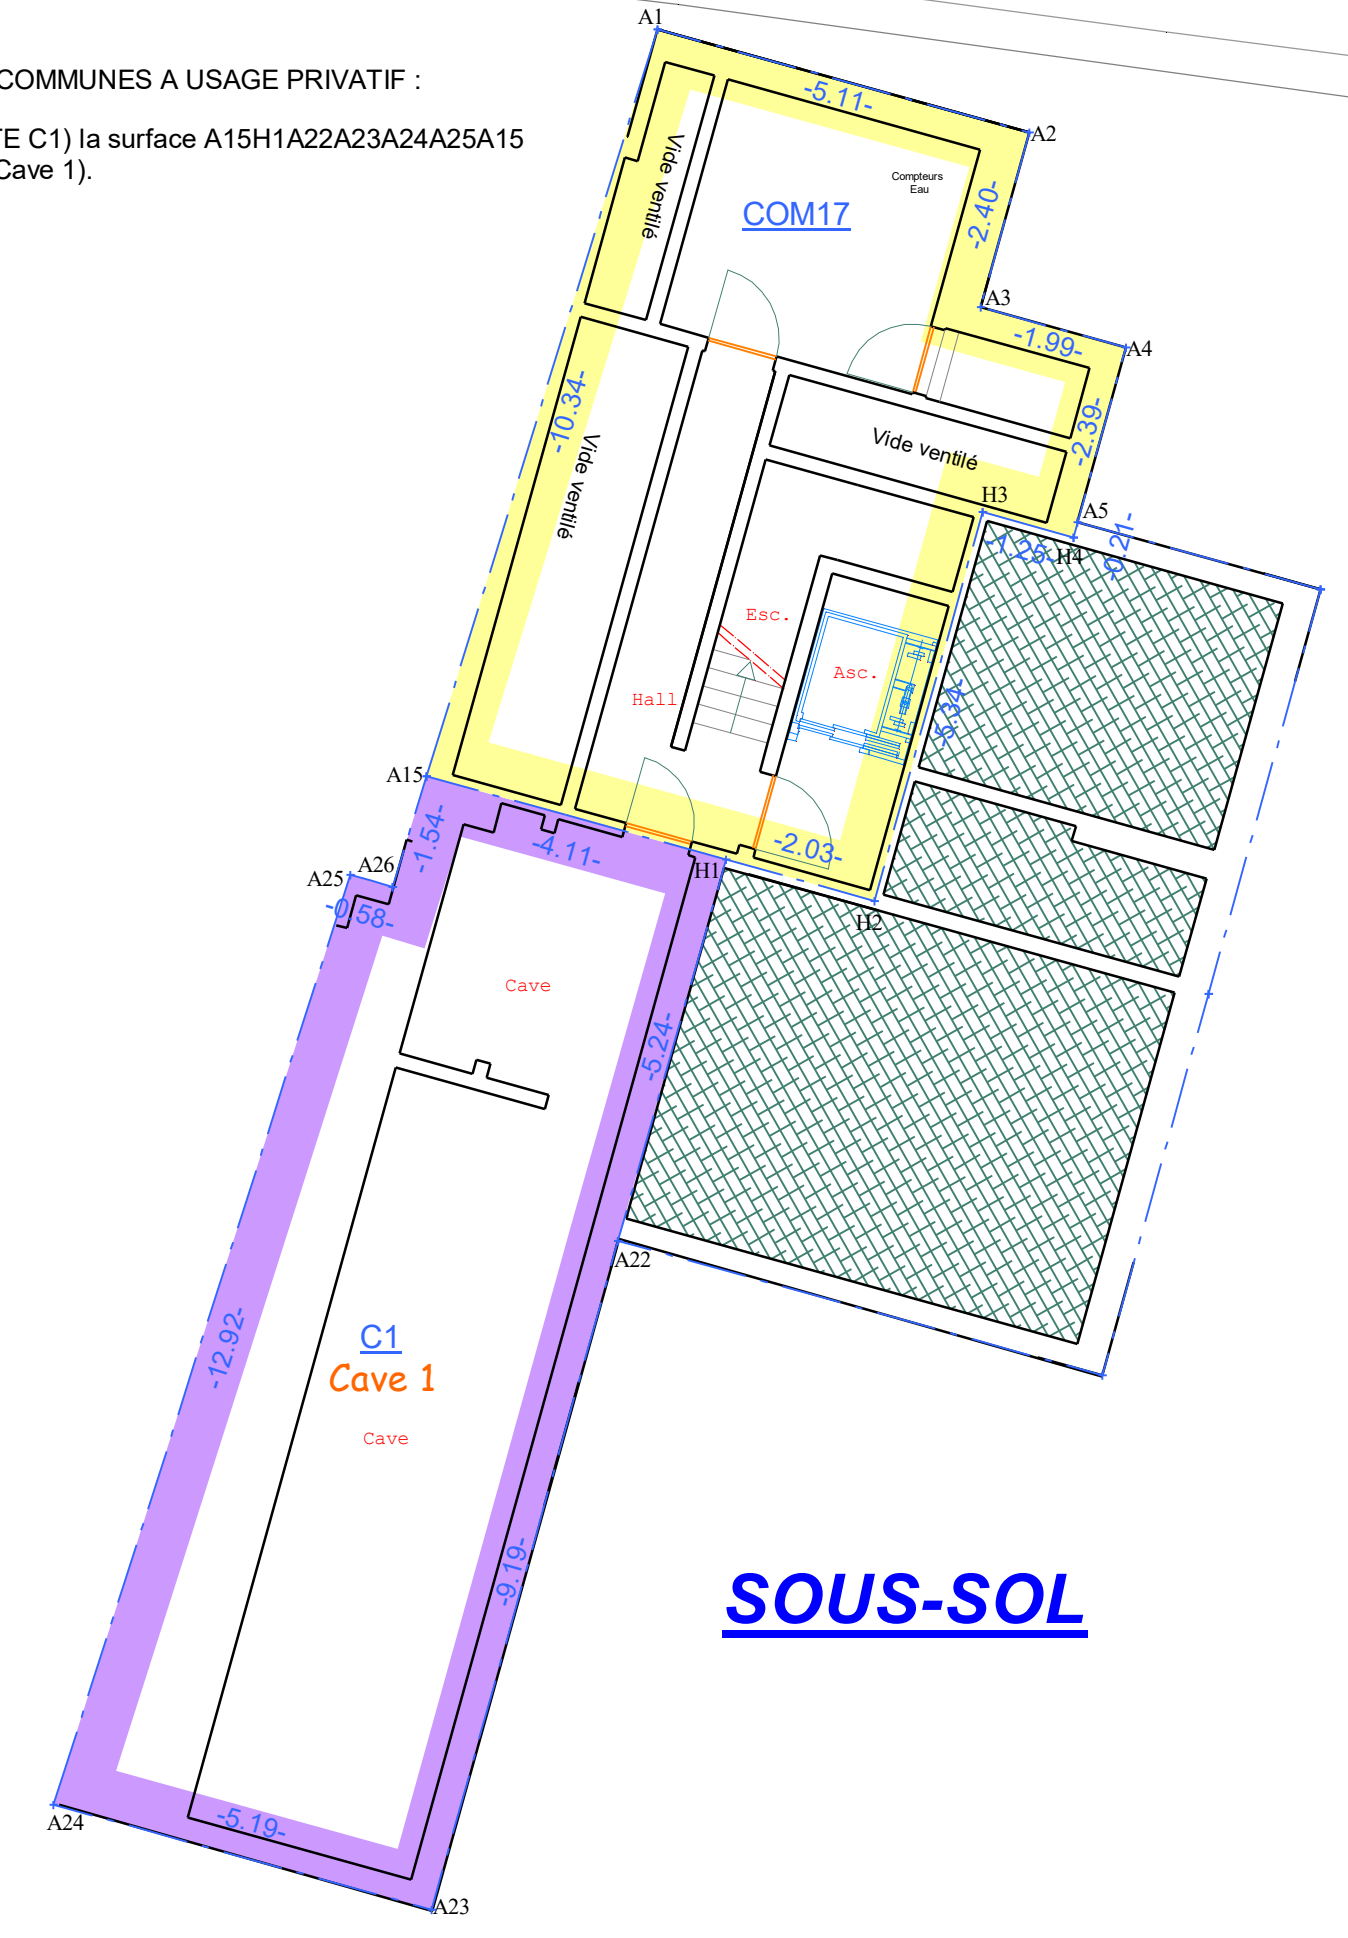 A1
COMMUNES A USAGE PRIVATIF :
-5.11-
A2
TE C1) la surface A15H1A22A23A24A25A15
Cave 1).
Vide ventilé
Compteurs
Eau
COM17
-2.40-
A3
-1.99-
A4
-10.34-
-2.39-
Vide ventilé
Vide ventilé
H3
A5
-1.25-
H4
-0.21-
Esc.
Asc.
Hall
-5.34-
A15
-1.54-
-4.11-
-2.03-
A26
H1
A25
-0.58-
H2
Cave
-5.24-
A22
C1
Cave 1
-12.92-
Cave
-9.19-
SOUS-SOL
A24
-5.19-
A23